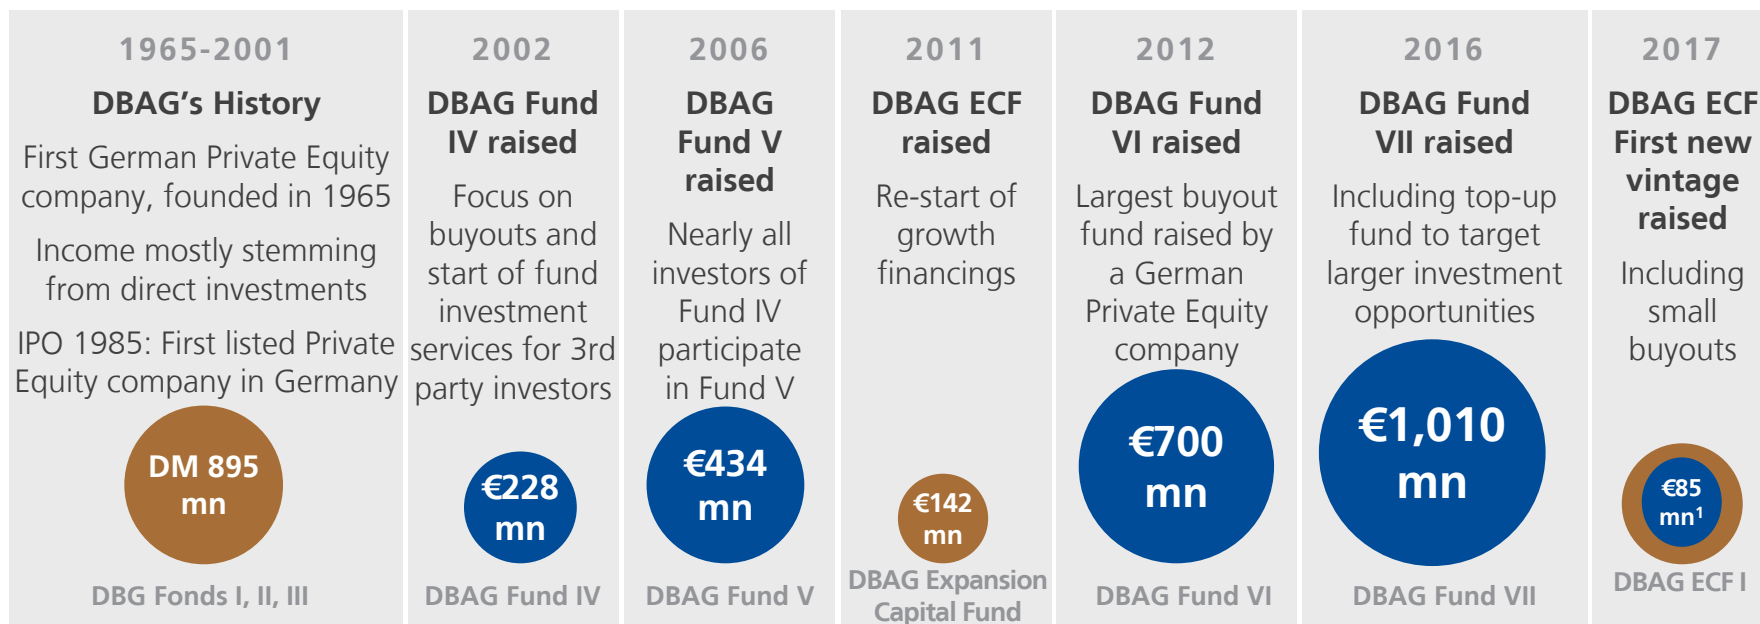 1965-2001
DBAG's History
First German Private Equity
company, founded in 1965
Income mostly stemming
from direct investments
IPO 1985: First listed Private
Equity company in Germany
DM 895
mn
DBG Fonds I, II, III
2002
DBAG Fund
IV raised
Focus on
buyouts and
start of fund
investment
services for 3rd
party investors
€228
mn
DBAG Fund IV
2006
DBAG
Fund V
raised
Nearly all
investors of
Fund IV
participate
in Fund V
€434
mn
DBAG Fund V
2011
DBAG ECF
raised
Re-start of
growth
financings
€142
mn
DBAG Expansion
Capital Fund
2012
DBAG Fund
VI raised
Largest buyout
fund raised by
a German
Private Equity
company
€700
mn
DBAG Fund VI
2016
DBAG Fund
VII raised
Including top-up
fund to target
larger investment
opportunities
€1,010
mn
DBAG Fund VII
2017
DBAG ECF
First new
vintage
raised
Including
small
buyouts
€85
mn¹
DBAG ECF I